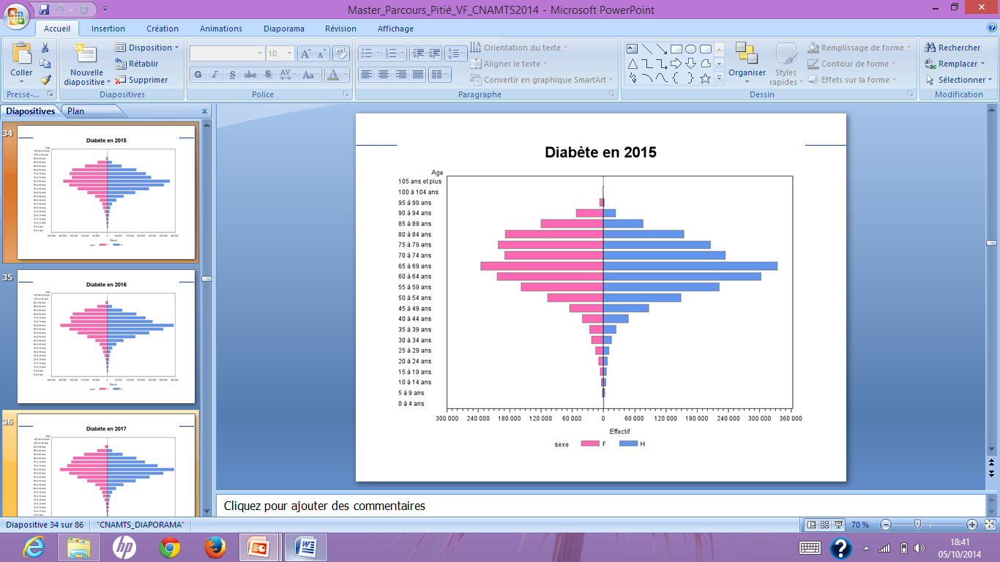 Master_Parcours_Pitié_VF_CNAMTS2014 - Microsoft PowerPoint
Accueil Insertion Création Animations Diaporama Révision Affichage
Coller
Presse-...
Nouvelle diapositive
Disposition
Rétablir
Supprimer
Diapositives
10
G I S abc S AV Aa A
Police
Orientation du texte
Aligner le texte
Convertir en graphique SmartArt
Paragraphe
Organiser
Styles rapides
Remplissage de forme
Contour de forme
Effets sur la forme
Dessin
Rechercher
Remplacer
Sélectionner
Modification
Diapositives Plan x
34
Diabète en 2015
35
Diabète en 2016
36
Diabète en 2017
Diabète en 2015
Age
105 ans et plus
100 à 104 ans
95 à 99 ans
90 à 94 ans
85 à 89 ans
80 à 84 ans
75 à 79 ans
70 à 74 ans
65 à 69 ans
60 à 64 ans
55 à 59 ans
50 à 54 ans
45 à 49 ans
40 à 44 ans
35 à 39 ans
30 à 34 ans
25 à 29 ans
20 à 24 ans
15 à 19 ans
10 à 14 ans
5 à 9 ans
0 à 4 ans
300 000 240 000 180 000 120 000 60 000 0 60 000 120 000 180 000 240 000 300 000 360 000
Effectif
sexe F H
Cliquez pour ajouter des commentaires
Diapositive 34 sur 86 "CNAMTS_DIAPORAMA" 70 %
18:41
05/10/2014